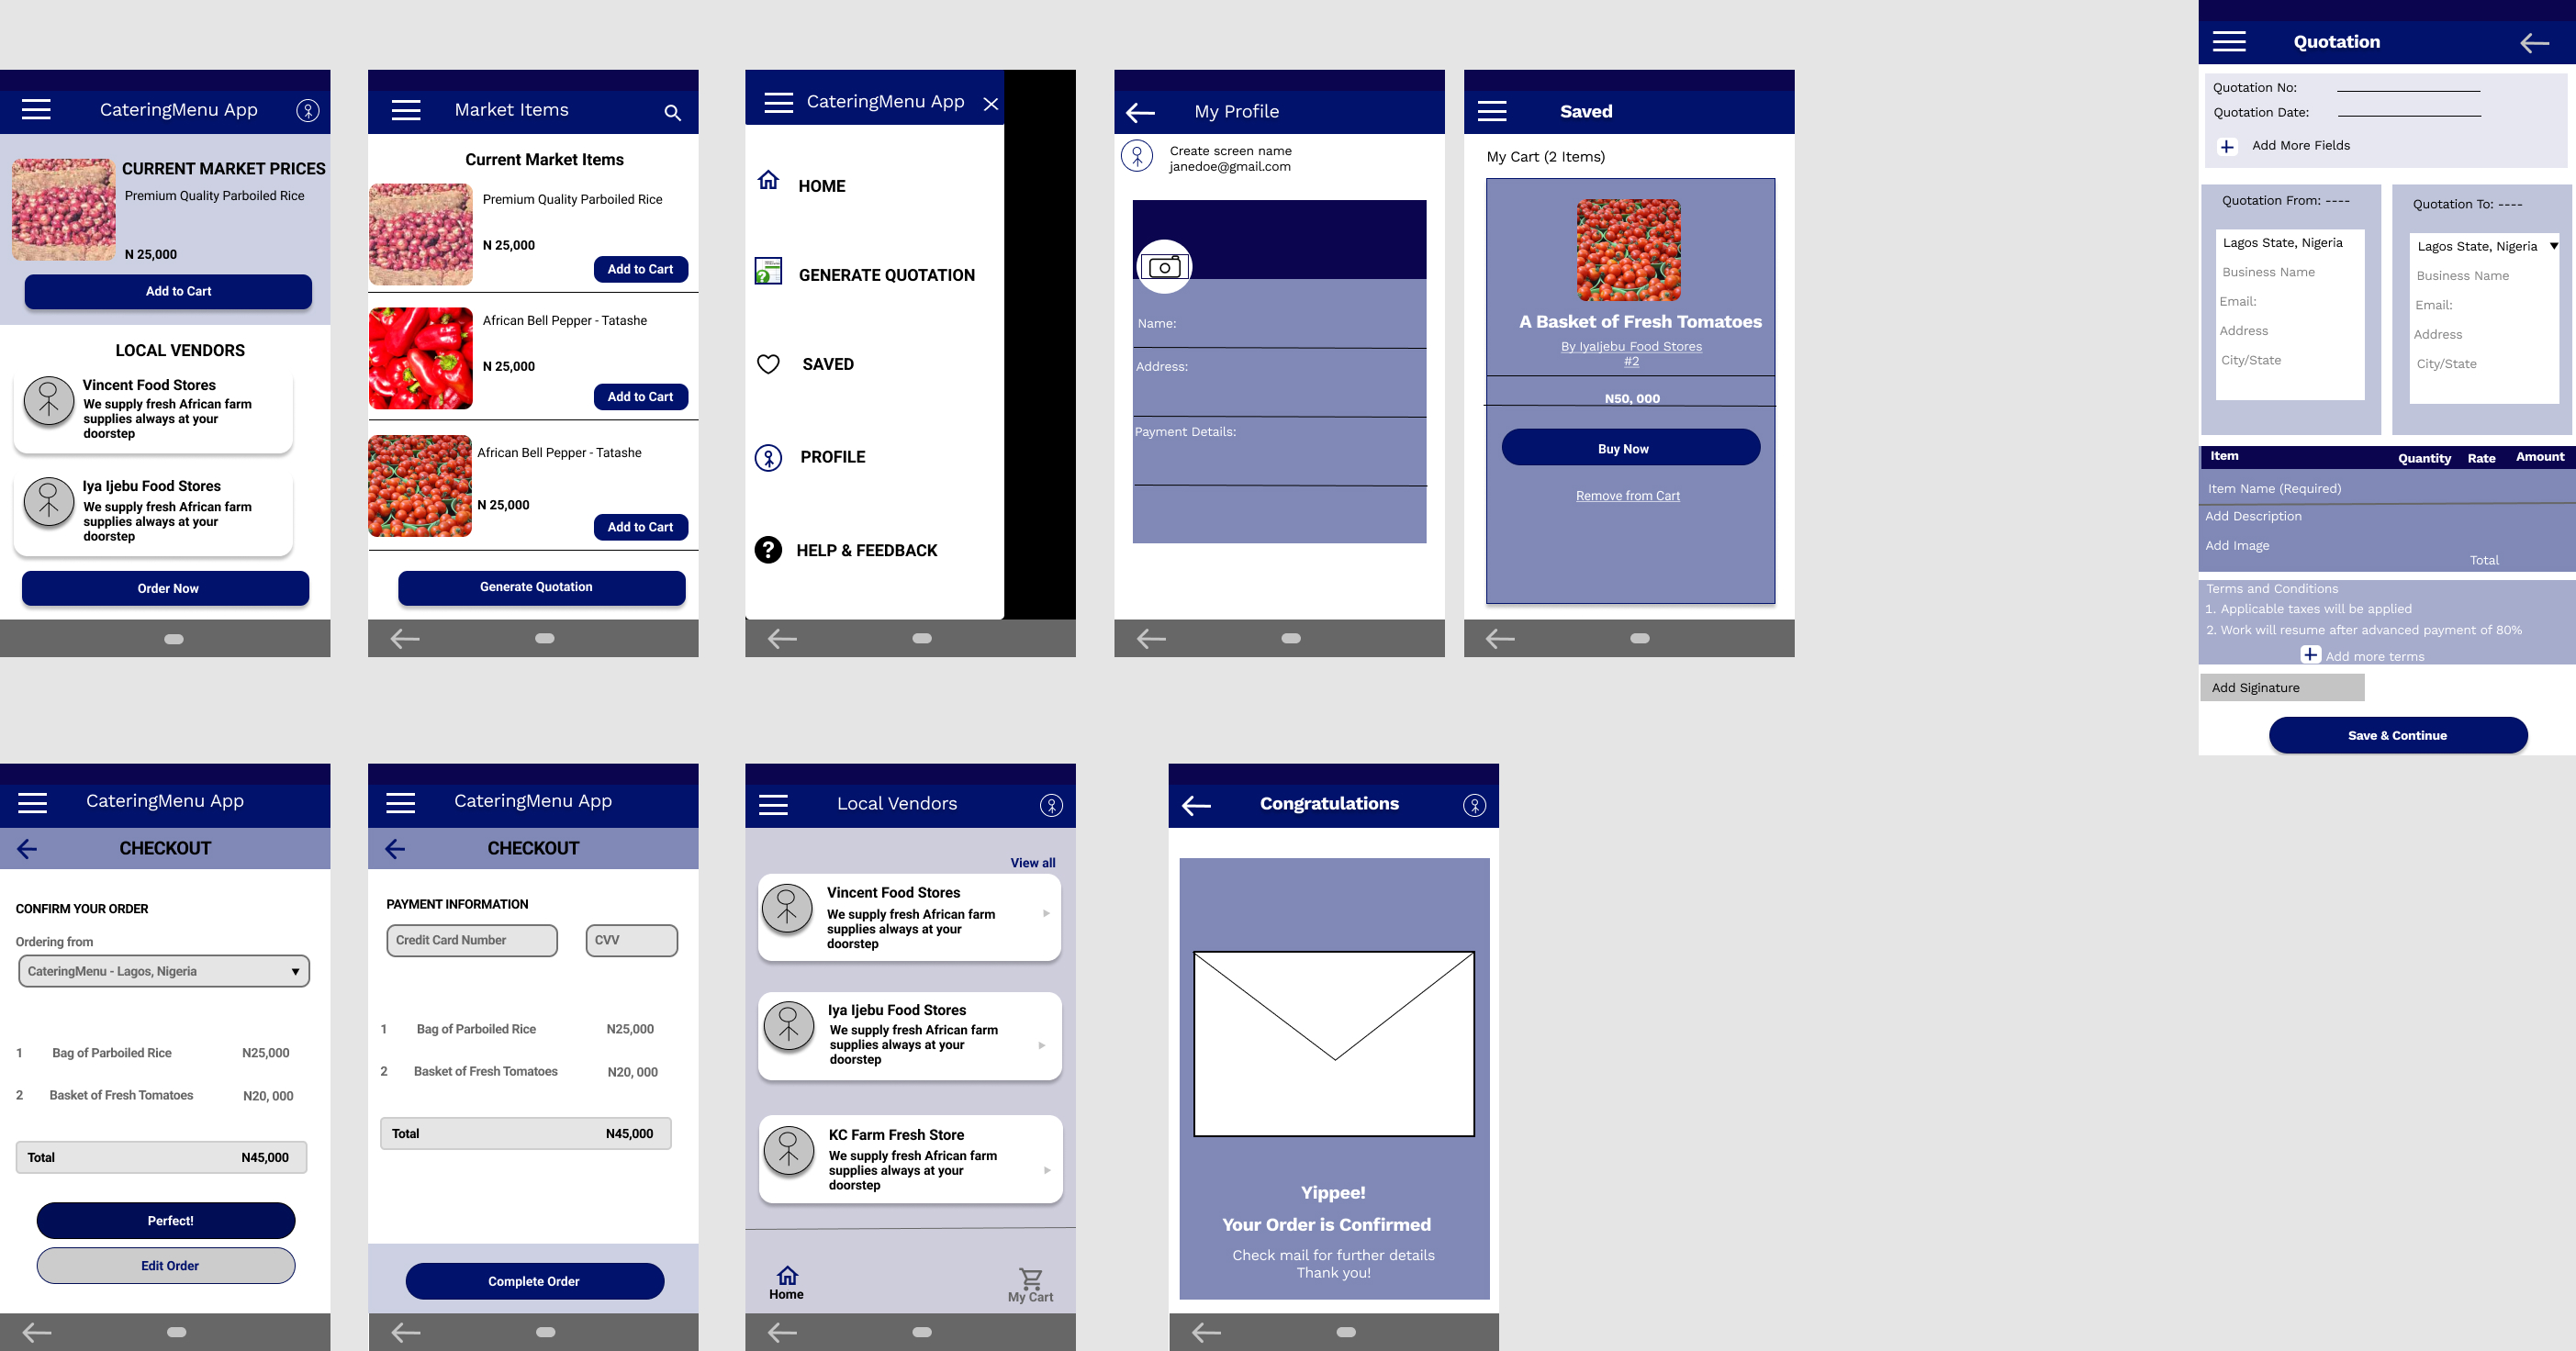 CateringMenu App
CURRENT MARKET PRICES
Premium Quality Parboiled Rice
N 25,000
Add to Cart
LOCAL VENDORS
Vincent Food Stores
We supply fresh African farm
supplies always at your
doorstep
Iya Ijebu Food Stores
We supply fresh African farm
supplies always at your
doorstep
Order Now
Market Items
Current Market Items
Premium Quality Parboiled Rice
N 25,000
Add to Cart
African Bell Pepper - Tatashe
N 25,000
Add to Cart
African Bell Pepper - Tatashe
N 25,000
Add to Cart
Generate Quotation
CateringMenu App
HOME
GENERATE QUOTATION
SAVED
PROFILE
HELP & FEEDBACK
My Profile
Create screen name
janedoe@gmail.com
Name:
Address:
Payment Details:
Saved
My Cart (2 Items)
A Basket of Fresh Tomatoes
By IyaIjebu Food Stores
#2
N50, 000
Buy Now
Remove from Cart
Quotation
Quotation No:
Quotation Date:
Add More Fields
Quotation From: ----
Lagos State, Nigeria
Business Name
Email:
Address
City/State
Quotation To: ----
Lagos State, Nigeria
Business Name
Email:
Address
City/State
Item Quantity Rate Amount
Item Name (Required)
Add Description
Add Image
Total
Terms and Conditions
1. Applicable taxes will be applied
2. Work will resume after advanced payment of 80%
Add more terms
Add Siginature
Save & Continue
CateringMenu App
CHECKOUT
CONFIRM YOUR ORDER
Ordering from
CateringMenu - Lagos, Nigeria
1 Bag of Parboiled Rice N25,000
2 Basket of Fresh Tomatoes N20, 000
Total N45,000
Perfect!
Edit Order
CateringMenu App
CHECKOUT
PAYMENT INFORMATION
Credit Card Number CVV
1 Bag of Parboiled Rice N25,000
2 Basket of Fresh Tomatoes N20, 000
Total N45,000
Complete Order
Local Vendors
View all
Vincent Food Stores
We supply fresh African farm
supplies always at your
doorstep
Iya Ijebu Food Stores
We supply fresh African farm
supplies always at your
doorstep
KC Farm Fresh Store
We supply fresh African farm
supplies always at your
doorstep
Home
My Cart
Congratulations
Yippee!
Your Order is Confirmed
Check mail for further details
Thank you!